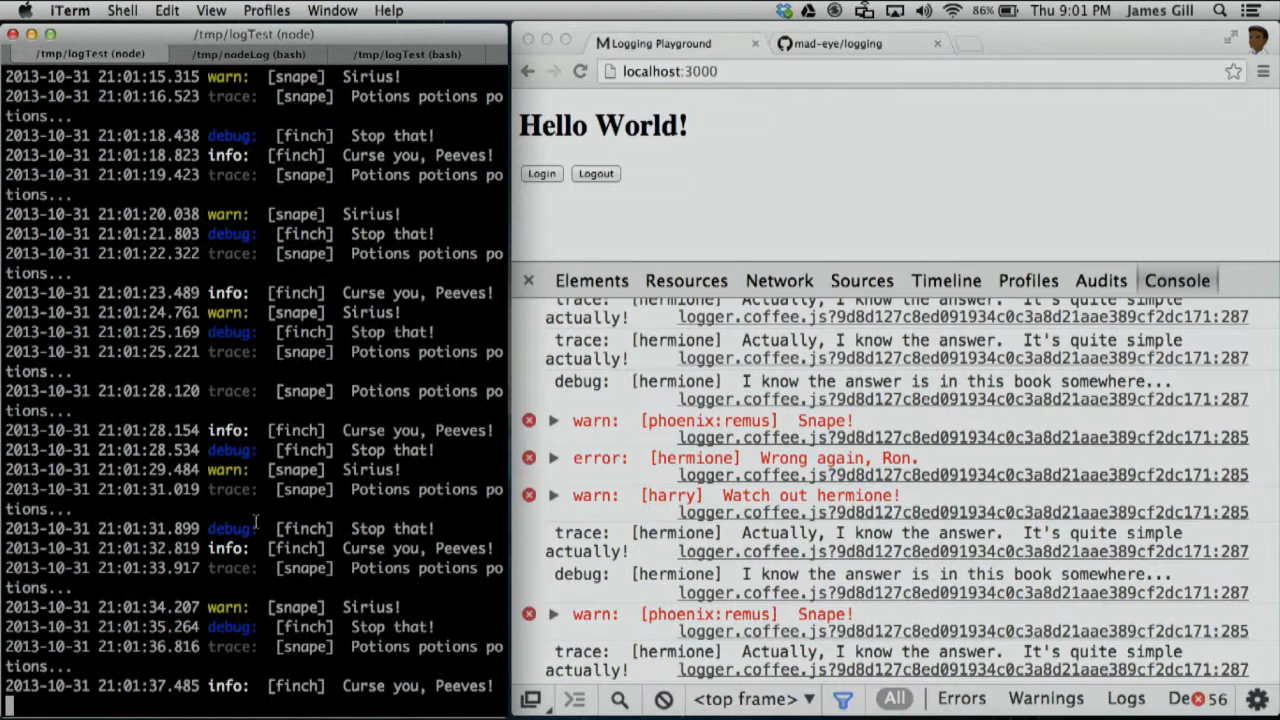 iTerm Shell Edit View Profiles Window Help 86% Thu 9:01 PM James Gill
/tmp/logTest (node)
/tmp/logTest (node) /tmp/nodeLog (bash) /tmp/logTest (bash)
2013-10-31 21:01:15.315 warn: [snape] Sirius!
2013-10-31 21:01:16.523 trace: [snape] Potions potions po
tions...
2013-10-31 21:01:18.438 debug: [finch] Stop that!
2013-10-31 21:01:18.823 info: [finch] Curse you, Peeves!
2013-10-31 21:01:19.423 trace: [snape] Potions potions po
tions...
2013-10-31 21:01:20.038 warn: [snape] Sirius!
2013-10-31 21:01:21.803 debug: [finch] Stop that!
2013-10-31 21:01:22.322 trace: [snape] Potions potions po
tions...
2013-10-31 21:01:23.489 info: [finch] Curse you, Peeves!
2013-10-31 21:01:24.761 warn: [snape] Sirius!
2013-10-31 21:01:25.169 debug: [finch] Stop that!
2013-10-31 21:01:25.221 trace: [snape] Potions potions po
tions...
2013-10-31 21:01:28.120 trace: [snape] Potions potions po
tions...
2013-10-31 21:01:28.154 info: [finch] Curse you, Peeves!
2013-10-31 21:01:28.534 debug: [finch] Stop that!
2013-10-31 21:01:29.484 warn: [snape] Sirius!
2013-10-31 21:01:31.019 trace: [snape] Potions potions po
tions...
2013-10-31 21:01:31.899 debug: [finch] Stop that!
2013-10-31 21:01:32.819 info: [finch] Curse you, Peeves!
2013-10-31 21:01:33.917 trace: [snape] Potions potions po
tions...
2013-10-31 21:01:34.207 warn: [snape] Sirius!
2013-10-31 21:01:35.264 debug: [finch] Stop that!
2013-10-31 21:01:36.816 trace: [snape] Potions potions po
tions...
2013-10-31 21:01:37.485 info: [finch] Curse you, Peeves!
Logging Playground mad-eye/logging
localhost:3000
Hello World!
Login Logout
Elements Resources Network Sources Timeline Profiles Audits Console
trace: [hermione] Actually, I know the answer. It's quite simple
actually! logger.coffee.js?9d8d127c8ed091934c0c3a8d21aae389cf2dc171:287
trace: [hermione] Actually, I know the answer. It's quite simple
actually! logger.coffee.js?9d8d127c8ed091934c0c3a8d21aae389cf2dc171:287
debug: [hermione] I know the answer is in this book somewhere...
logger.coffee.js?9d8d127c8ed091934c0c3a8d21aae389cf2dc171:287
warn: [phoenix:remus] Snape!
logger.coffee.js?9d8d127c8ed091934c0c3a8d21aae389cf2dc171:285
error: [hermione] Wrong again, Ron.
logger.coffee.js?9d8d127c8ed091934c0c3a8d21aae389cf2dc171:285
warn: [harry] Watch out hermione!
logger.coffee.js?9d8d127c8ed091934c0c3a8d21aae389cf2dc171:285
trace: [hermione] Actually, I know the answer. It's quite simple
actually! logger.coffee.js?9d8d127c8ed091934c0c3a8d21aae389cf2dc171:287
debug: [hermione] I know the answer is in this book somewhere...
logger.coffee.js?9d8d127c8ed091934c0c3a8d21aae389cf2dc171:287
warn: [phoenix:remus] Snape!
logger.coffee.js?9d8d127c8ed091934c0c3a8d21aae389cf2dc171:285
trace: [hermione] Actually, I know the answer. It's quite simple
actually! logger.coffee.js?9d8d127c8ed091934c0c3a8d21aae389cf2dc171:287
<top frame> All Errors Warnings Logs De 56